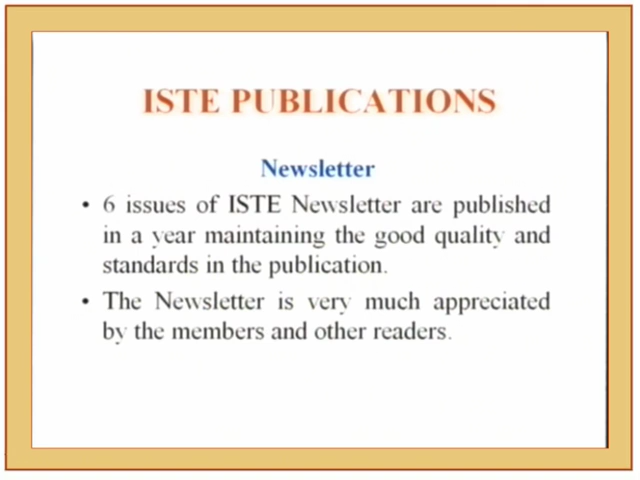 ISTE PUBLICATIONS
Newsletter
• 6 issues of ISTE Newsletter are published
in a year maintaining the good quality and
standards in the publication.
• The Newsletter is very much appreciated
by the members and other readers.